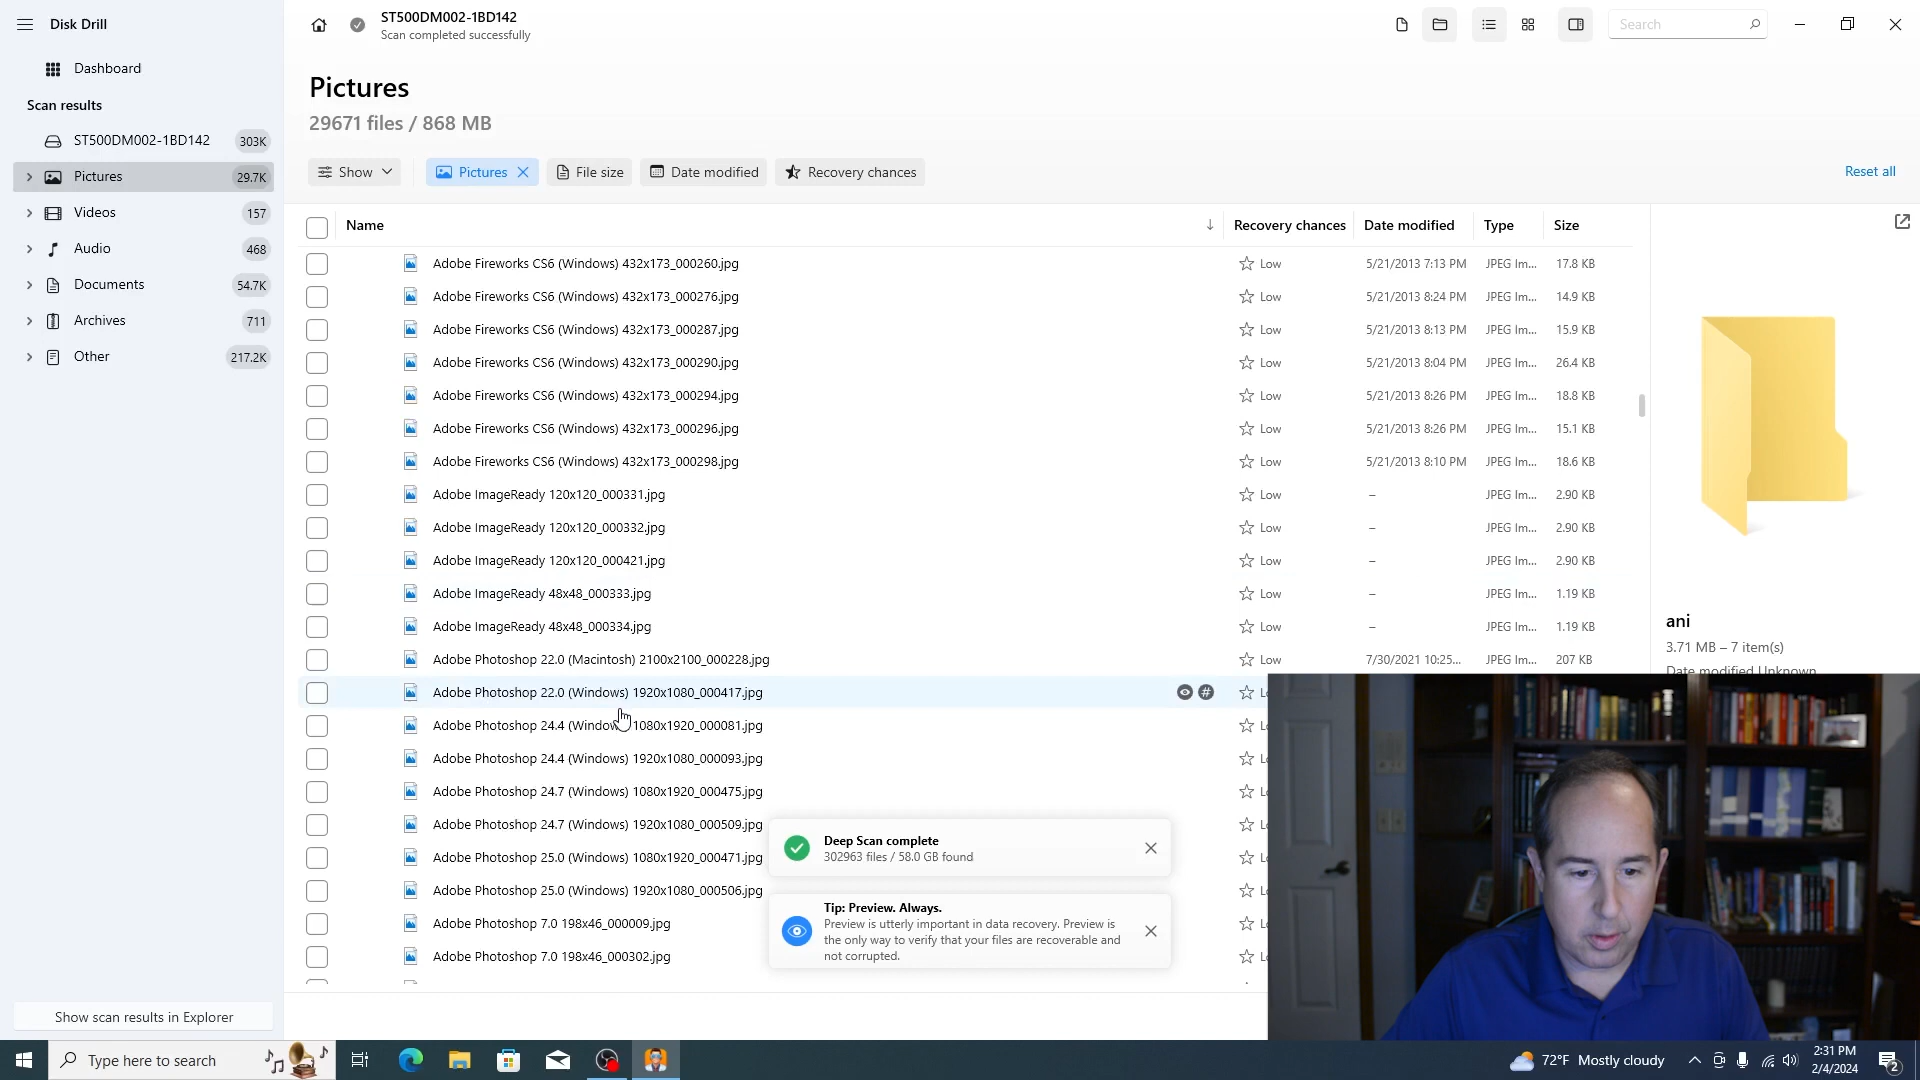 Disk Drill
ST500DM002-1BD142
Scan completed successfully
Search
Dashboard
Scan results
ST500DM002-1BD142 303K
Pictures 29.7K
Videos 157
Audio 468
Documents 54.7K
Archives 711
Other 217.2K
Show scan results in Explorer
Pictures
29671 files / 868 MB
Show Pictures File size Date modified Recovery chances Reset all
Name Recovery chances Date modified Type Size
Adobe Fireworks CS6 (Windows) 432x173_000260.jpg Low 5/21/2013 7:13 PM JPEG Im... 17.8 KB
Adobe Fireworks CS6 (Windows) 432x173_000276.jpg Low 5/21/2013 8:24 PM JPEG Im... 14.9 KB
Adobe Fireworks CS6 (Windows) 432x173_000287.jpg Low 5/21/2013 8:13 PM JPEG Im... 15.9 KB
Adobe Fireworks CS6 (Windows) 432x173_000290.jpg Low 5/21/2013 8:04 PM JPEG Im... 26.4 KB
Adobe Fireworks CS6 (Windows) 432x173_000294.jpg Low 5/21/2013 8:26 PM JPEG Im... 18.8 KB
Adobe Fireworks CS6 (Windows) 432x173_000296.jpg Low 5/21/2013 8:26 PM JPEG Im... 15.1 KB
Adobe Fireworks CS6 (Windows) 432x173_000298.jpg Low 5/21/2013 8:10 PM JPEG Im... 18.6 KB
Adobe ImageReady 120x120_000331.jpg Low – JPEG Im... 2.90 KB
Adobe ImageReady 120x120_000332.jpg Low – JPEG Im... 2.90 KB
Adobe ImageReady 120x120_000421.jpg Low – JPEG Im... 2.90 KB
Adobe ImageReady 48x48_000333.jpg Low – JPEG Im... 1.19 KB
Adobe ImageReady 48x48_000334.jpg Low – JPEG Im... 1.19 KB
Adobe Photoshop 22.0 (Macintosh) 2100x2100_000228.jpg Low 7/30/2021 10:25... JPEG Im... 207 KB
Adobe Photoshop 22.0 (Windows) 1920x1080_000417.jpg
Adobe Photoshop 24.4 (Window 1080x1920_000081.jpg
Adobe Photoshop 24.4 (Windows) 1920x1080_000093.jpg
Adobe Photoshop 24.7 (Windows) 1080x1920_000475.jpg
Adobe Photoshop 24.7 (Windows) 1920x1080_000509.jpg
Adobe Photoshop 25.0 (Windows) 1080x1920_000471.jpg
Adobe Photoshop 25.0 (Windows) 1920x1080_000506.jpg
Adobe Photoshop 7.0 198x46_000009.jpg
Adobe Photoshop 7.0 198x46_000302.jpg
ani
3.71 MB – 7 item(s)
Date modified Unknown
Deep Scan complete
302963 files / 58.0 GB found
Tip: Preview. Always.
Preview is utterly important in data recovery. Preview is
the only way to verify that your files are recoverable and
not corrupted.
Type here to search
72°F Mostly cloudy
2:31 PM
2/4/2024
2